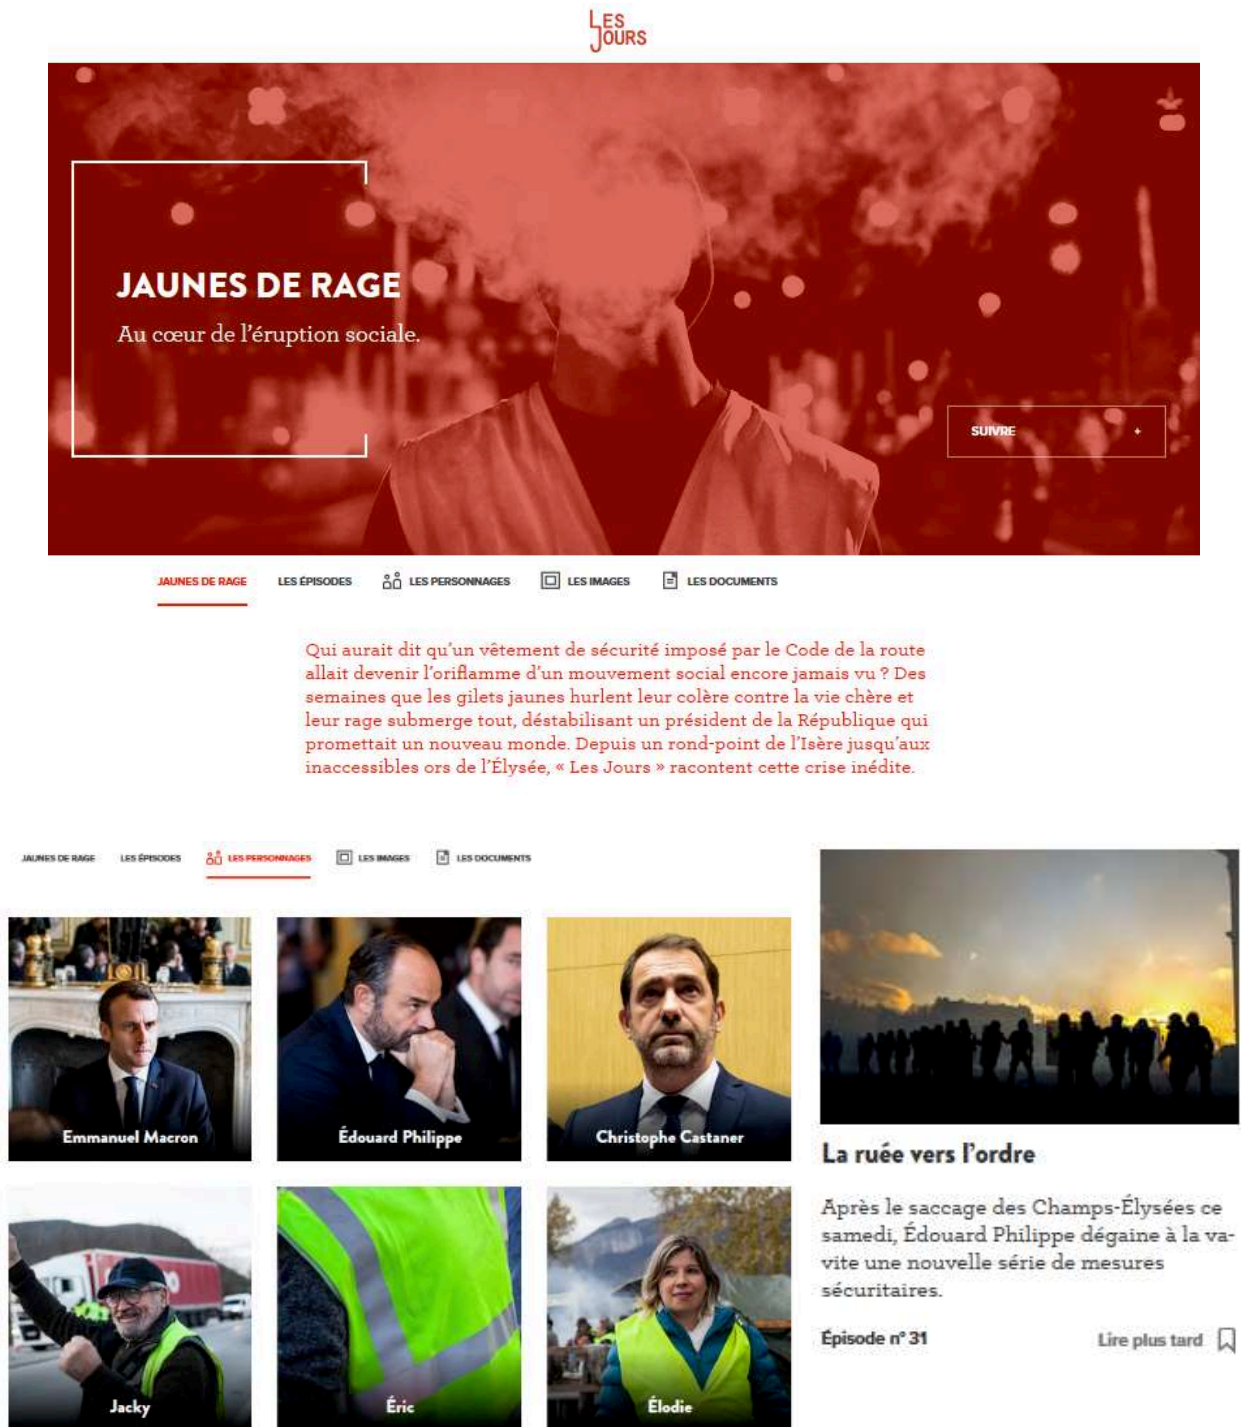 LES
JOURS
JAUNES DE RAGE
Au cœur de l’éruption sociale.
SUIVRE +
JAUNES DE RAGE LES ÉPISODES LES PERSONNAGES LES IMAGES LES DOCUMENTS
Qui aurait dit qu’un vêtement de sécurité imposé par le Code de la route
allait devenir l’oriflamme d’un mouvement social encore jamais vu ? Des
semaines que les gilets jaunes hurlent leur colère contre la vie chère et
leur rage submerge tout, déstabilisant un président de la République qui
promettait un nouveau monde. Depuis un rond-point de l’Isère jusqu’aux
inaccessibles ors de l’Élysée, « Les Jours » racontent cette crise inédite.
JAUNES DE RAGE LES ÉPISODES LES PERSONNAGES LES IMAGES LES DOCUMENTS
Emmanuel Macron
Édouard Philippe
Christophe Castaner
Jacky
Éric
Élodie
La ruée vers l’ordre
Après le saccage des Champs-Élysées ce
samedi, Édouard Philippe dégaine à la va-
vite une nouvelle série de mesures
sécuritaires.
Épisode n° 31 Lire plus tard